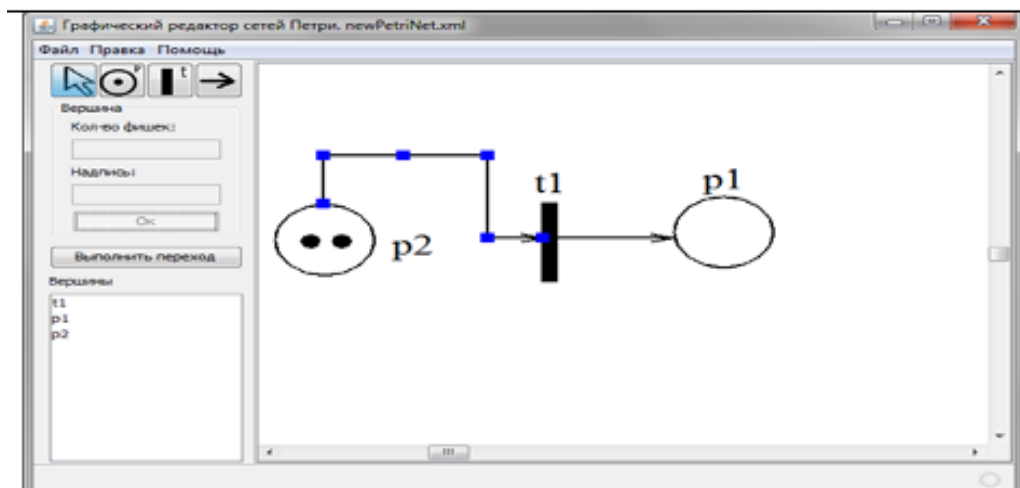 Графический редактор сетей Петри. newPetriNet.xml
Файл Правка Помощь
P t
Вершина
Кол-во фишек:
Надпись:
Ок
Выполнить переход
Вершины
t1
p1
p2
t1
p1
p2